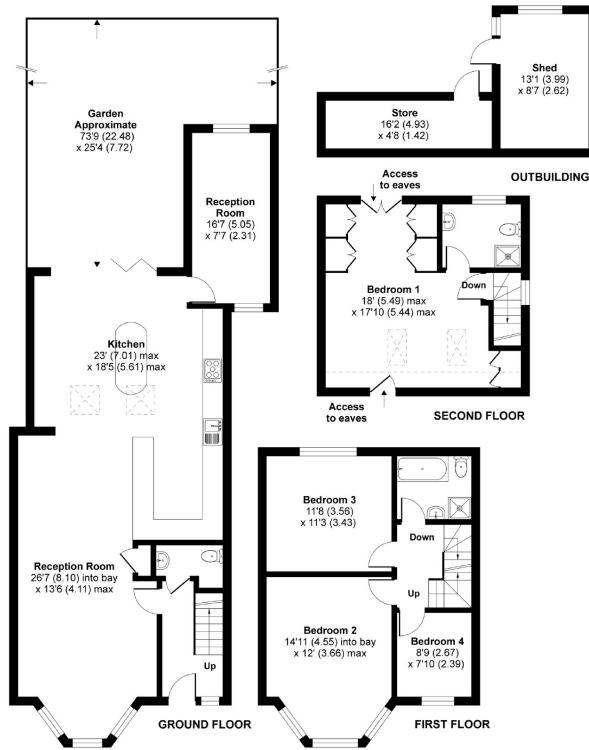 Garden
Approximate
73'9 (22.48)
x 25'4 (7.72)
Reception
Room
16'7 (5.05)
x 7'7 (2.31)
Kitchen
23' (7.01) max
x 18'5 (5.61) max
Reception Room
26'7 (8.10) into bay
x 13'6 (4.11) max
Up
GROUND FLOOR
Shed
13'1 (3.99)
x 8'7 (2.62)
Store
16'2 (4.93)
x 4'8 (1.42)
OUTBUILDING
Access
to eaves
Bedroom 1
18' (5.49) max
x 17'10 (5.44) max
Down
Access
to eaves
SECOND FLOOR
Bedroom 3
11'8 (3.56)
x 11'3 (3.43)
Down
Up
Bedroom 2
14'11 (4.55) into bay
x 12' (3.66) max
Bedroom 4
8'9 (2.67)
x 7'10 (2.39)
FIRST FLOOR